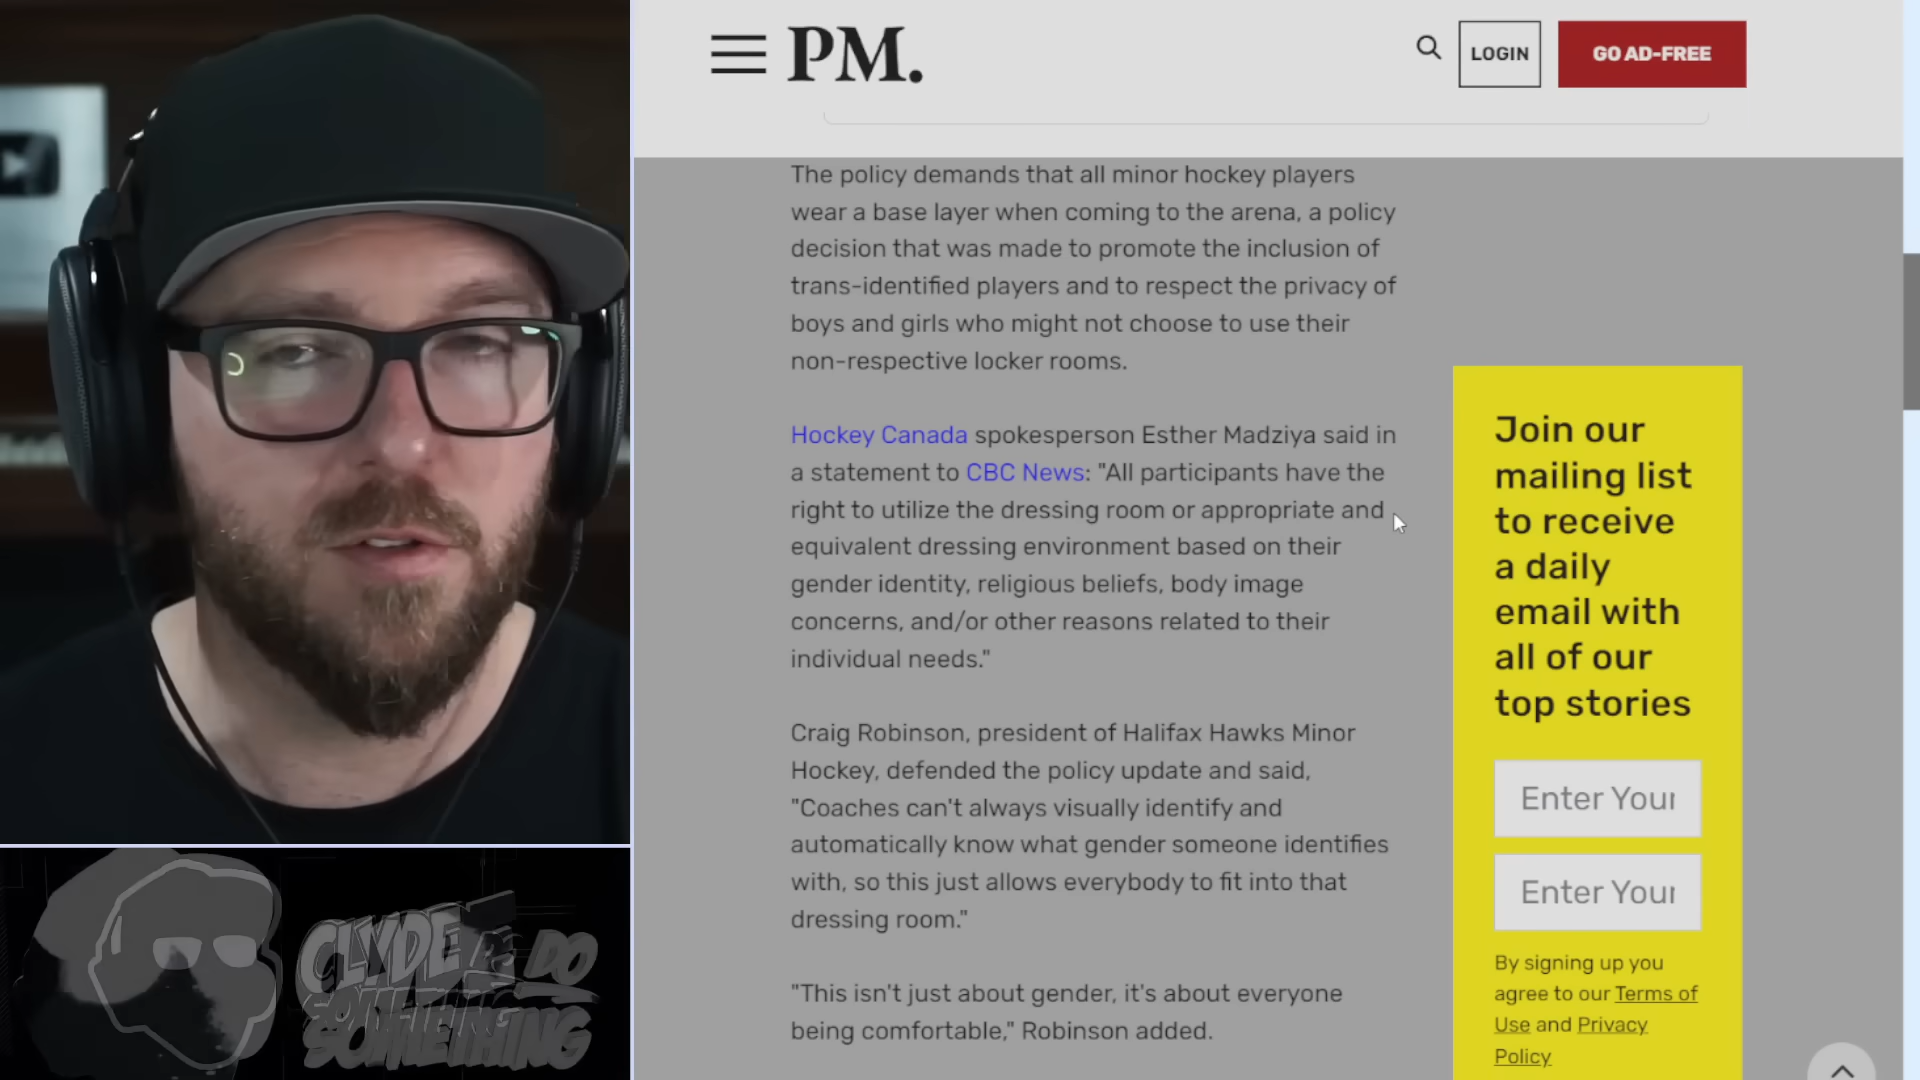 PM.
LOGIN
GO AD-FREE
The policy demands that all minor hockey players
wear a base layer when coming to the arena, a policy
decision that was made to promote the inclusion of
trans-identified players and to respect the privacy of
boys and girls who might not choose to use their
non-respective locker rooms.
Hockey Canada spokesperson Esther Madziya said in
a statement to CBC News: "All participants have the
right to utilize the dressing room or appropriate and
equivalent dressing environment based on their
gender identity, religious beliefs, body image
concerns, and/or other reasons related to their
individual needs."
Craig Robinson, president of Halifax Hawks Minor
Hockey, defended the policy update and said,
"Coaches can't always visually identify and
automatically know what gender someone identifies
with, so this just allows everybody to fit into that
dressing room."
"This isn't just about gender, it's about everyone
being comfortable," Robinson added.
Join our
mailing list
to receive
a daily
email with
all of our
top stories
Enter Your
Enter Your
By signing up you
agree to our Terms of
Use and Privacy
Policy
CLYDE DO
SOMETHING